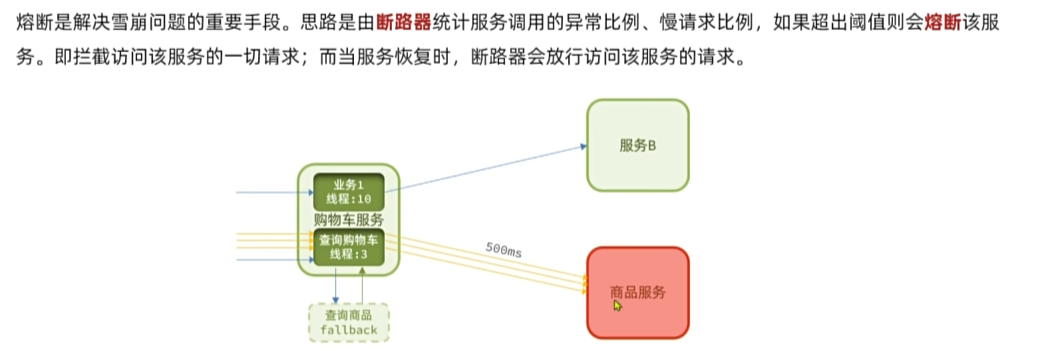 熔断是解决雪崩问题的重要手段。思路是由断路器统计服务调用的异常比例、慢请求比例，如果超出阈值则会熔断该服
务。即拦截访问该服务的一切请求；而当服务恢复时，断路器会放行访问该服务的请求。
服务B
业务1
线程:10
购物车服务
查询购物车
线程:3
500ms
商品服务
查询商品
fallback